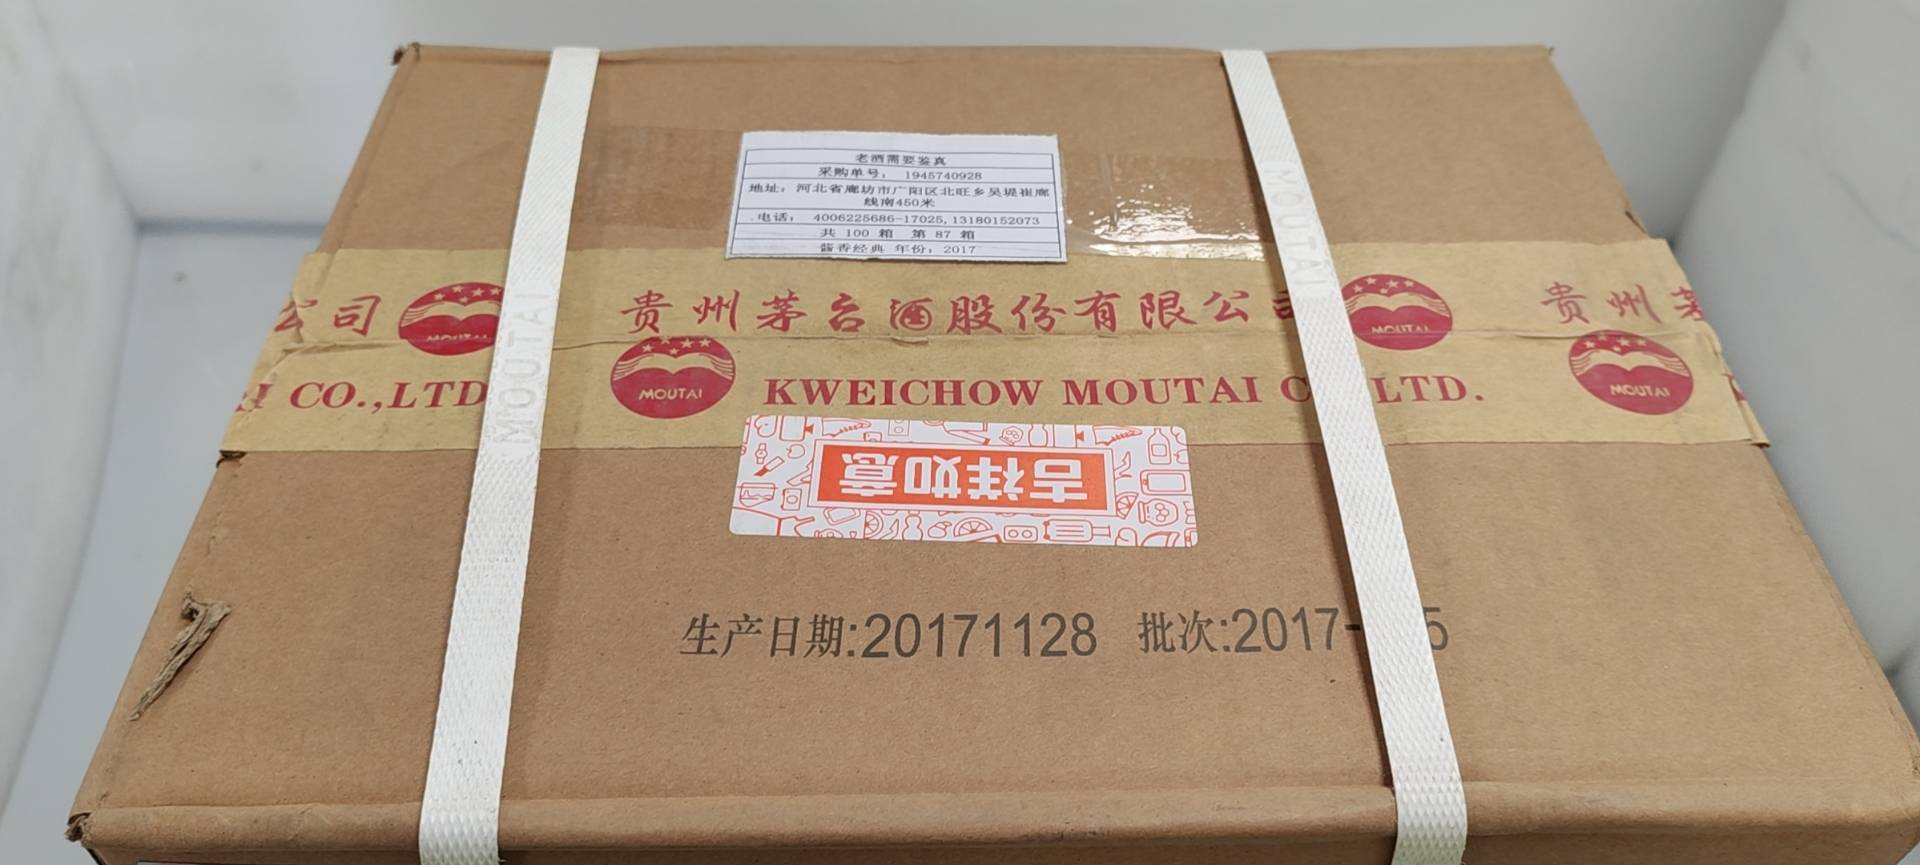 老酒需要鉴真
采购单号： 1945740928
地址：河北省廊坊市广阳区北旺乡吴堤崔廊
线南450米
电话： 4006225686-17025,13180152073
共 100 箱 第 87 箱
酱香经典 年份：2017
公司 MOUTAI 贵州茅台酒股份有限公司 MOUTAI 贵州茅
CO.,LTD MOUTAI KWEICHOW MOUTAI C LTD. MOUTAI
MOUTAI
MOUTAI
吉祥如意
生产日期:20171128 批次:2017- 5